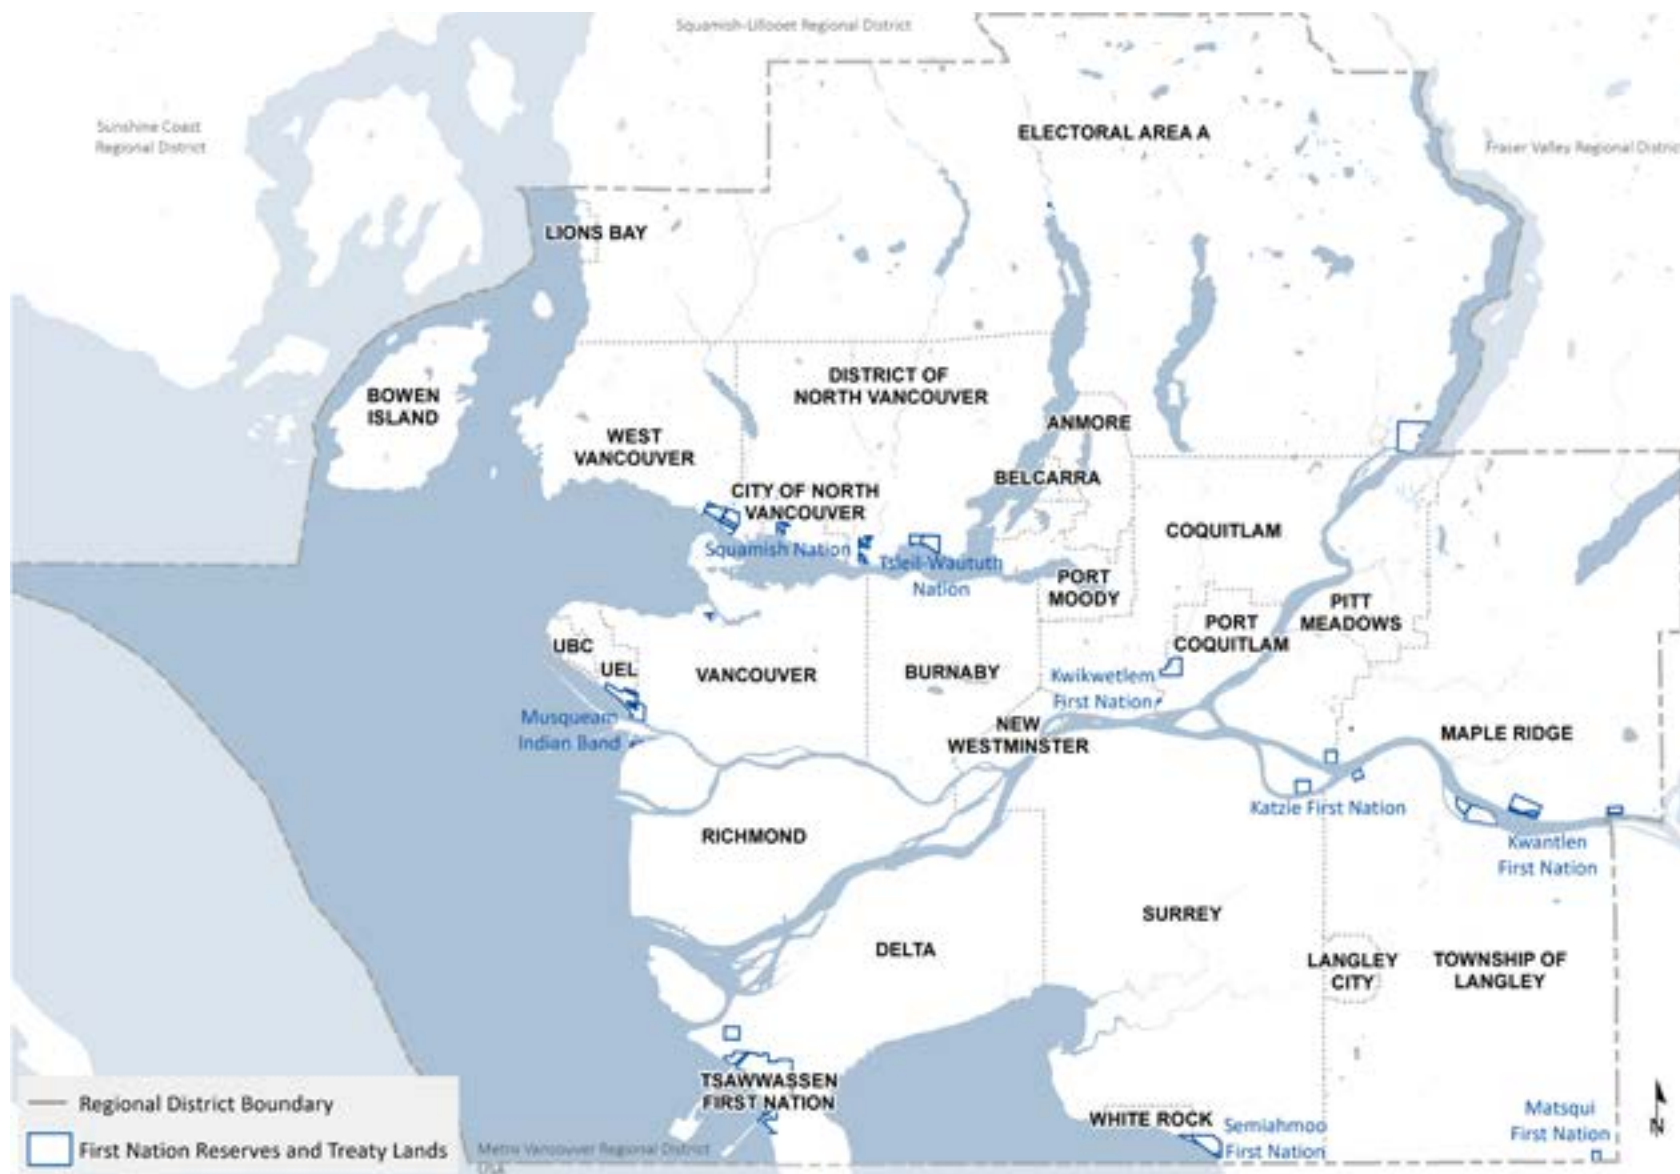 Squamish-Lillooet Regional District
Sunshine Coast
Regional District
ELECTORAL AREA A
Fraser Valley Regional District
LIONS BAY
BOWEN
ISLAND
DISTRICT OF
NORTH VANCOUVER
WEST
VANCOUVER
ANMORE
BELCARRA
CITY OF NORTH
VANCOUVER
Squamish Nation
Tsleil-Waututh
Nation
COQUITLAM
PORT
MOODY
PITT
MEADOWS
PORT
COQUITLAM
UBC
UEL
VANCOUVER
BURNABY
Kwikwetlem
First Nation
Musqueam
Indian Band
NEW
WESTMINSTER
MAPLE RIDGE
Katzie First Nation
RICHMOND
Kwantlen
First Nation
SURREY
DELTA
LANGLEY
CITY
TOWNSHIP OF
LANGLEY
TSAWWASSEN
FIRST NATION
WHITE ROCK
Semiahmoo
First Nation
Matsqui
First Nation
N
Regional District Boundary
First Nation Reserves and Treaty Lands
Metro Vancouver Regional District
USA